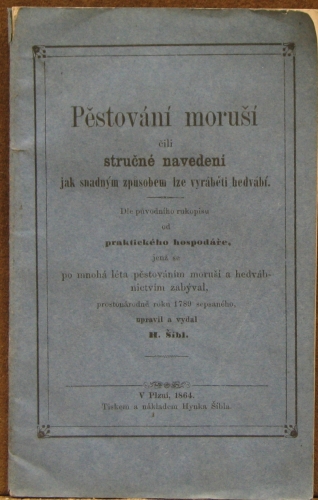 Pěstování moruší
čili
stručné navedení
jak snadným způsobem lze vyráběti hedvábí.
Dle původního rukopisu
od
praktického hospodáře,
jenž se
po mnohá léta pěstováním moruší a hedváb-
nictvím zabýval,
prostonárodně roku 1780 sepsaného,
upravil a vydal
H. Šibl.
V Plzni, 1864.
Tiskem a nákladem Hynka Šibla.